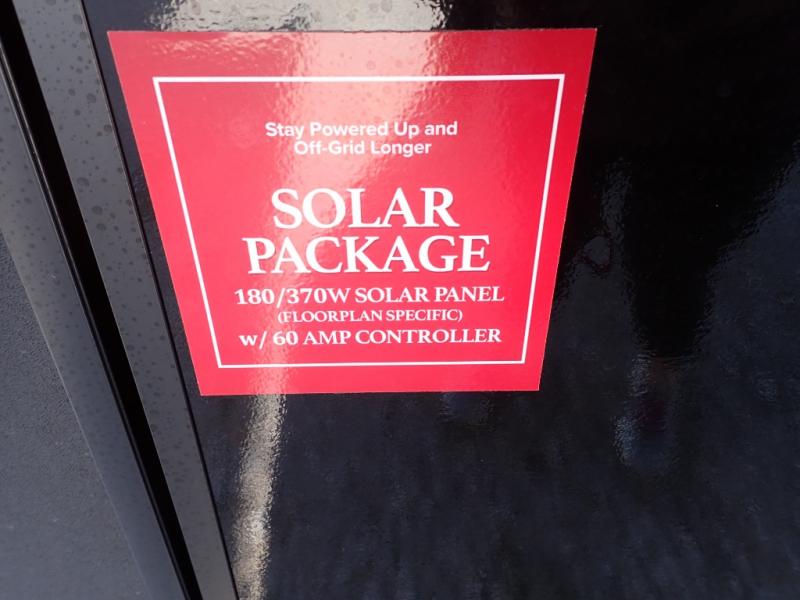 Stay Powered Up and
Off-Grid Longer
SOLAR
PACKAGE
180/370W SOLAR PANEL
(FLOORPLAN SPECIFIC)
w/ 60 AMP CONTROLLER